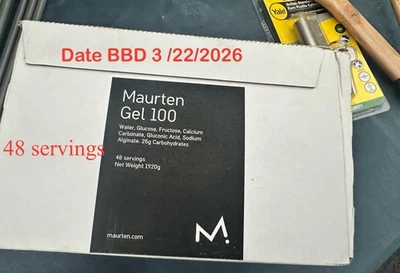 Yale
Date BBD 3 /22/2026
Maurten
Gel 100
Water, Glucose, Fructose, Calcium
Carbonate, Gluconic Acid, Sodium
Alginate. 25g Carbohydrates
48 servings
48 servings
Net Weight 1920g
maurten.com
M.